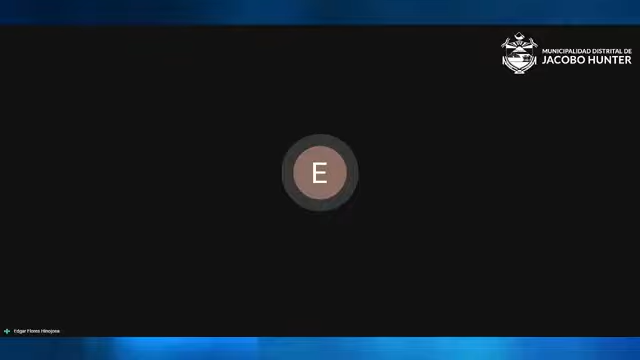 MUNICIPALIDAD DISTRITAL DE
JACOBO HUNTER
E
Edgar Flores Hinojosa